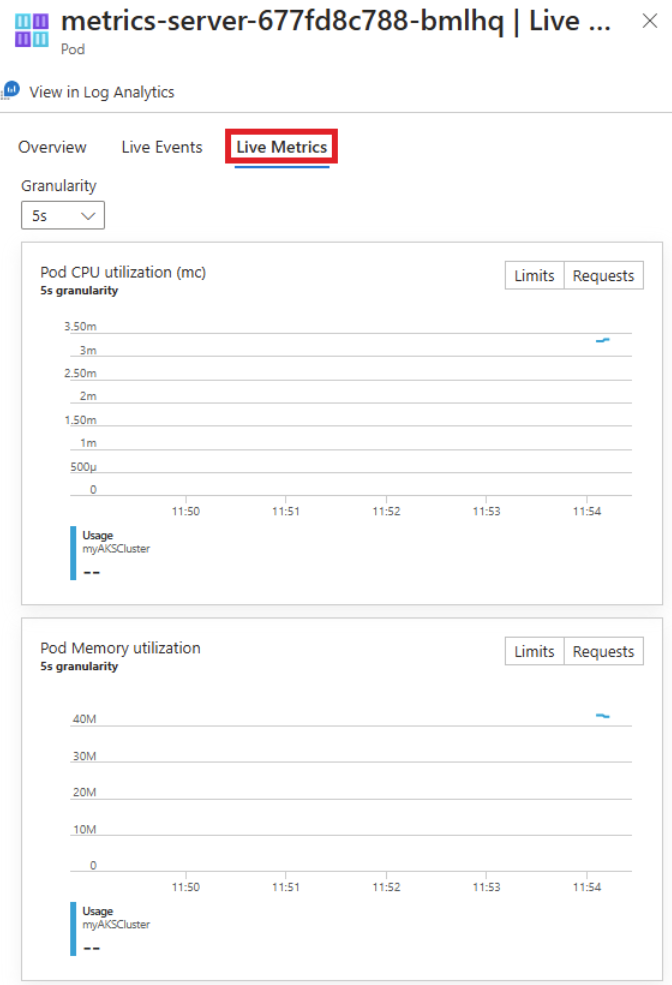 metrics-server-677fd8c788-bmlhq | Live ...
Pod
View in Log Analytics
Overview Live Events Live Metrics
Granularity
5s
Pod CPU utilization (mc)
5s granularity
Limits Requests
3.50m
3m
2.50m
2m
1.50m
1m
500µ
0
11:50 11:51 11:52 11:53 11:54
Usage
myAKSCluster
--
Pod Memory utilization
5s granularity
Limits Requests
40M
30M
20M
10M
0
11:50 11:51 11:52 11:53 11:54
Usage
myAKSCluster
--